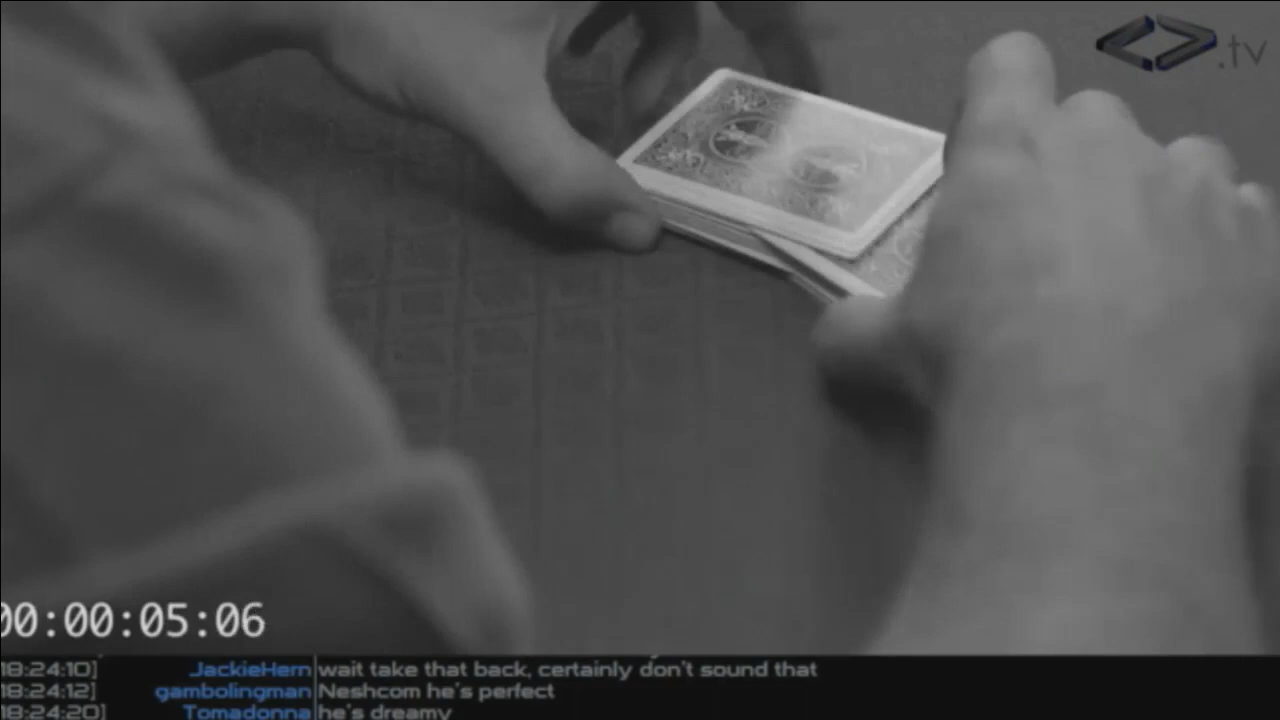 .tv
00:00:05:06
18:24:10] JackieHern wait take that back, certainly don't sound that
18:24:12] gambolingman Neshcom he's perfect
18:24:20] Tomadonna he's dreamy